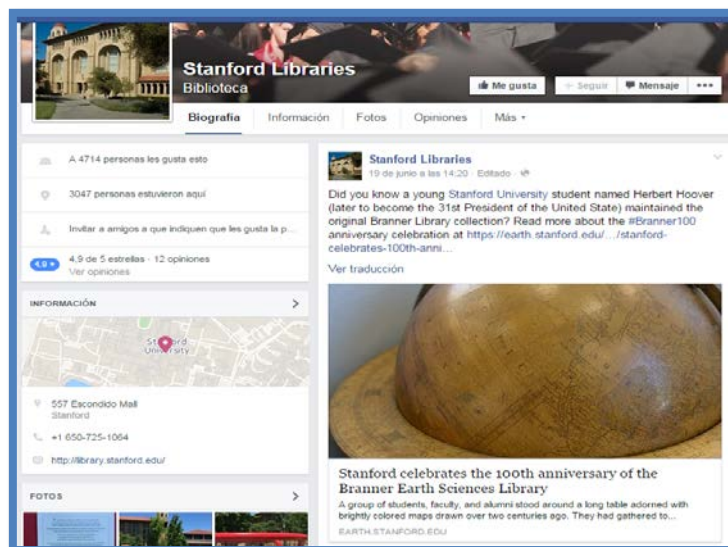 Stanford Libraries
Biblioteca
Me gusta
Seguir
Mensaje
Biografía
Información
Fotos
Opiniones
Más
A 4714 personas les gusta esto
3047 personas estuvieron aquí
Invitar a amigos a que indiquen que les gusta la p...
4,9
4,9 de 5 estrellas · 12 opiniones
Ver opiniones
INFORMACIÓN
Stanford
University
557 Escondido Mall
Stanford
+1 650-725-1064
http://library.stanford.edu/
FOTOS
Stanford Libraries
19 de junio a las 14:20 · Editado ·
Did you know a young Stanford University student named Herbert Hoover
(later to become the 31st President of the United State) maintained the
original Branner Library collection? Read more about the #Branner100
anniversary celebration at https://earth.stanford.edu/.../stanford-
celebrates-100th-anni...
Ver traducción
Stanford celebrates the 100th anniversary of the
Branner Earth Sciences Library
A group of students, faculty, and alumni stood around a long table adorned with
brightly colored maps drawn over two centuries ago. They had gathered to...
EARTH.STANFORD.EDU